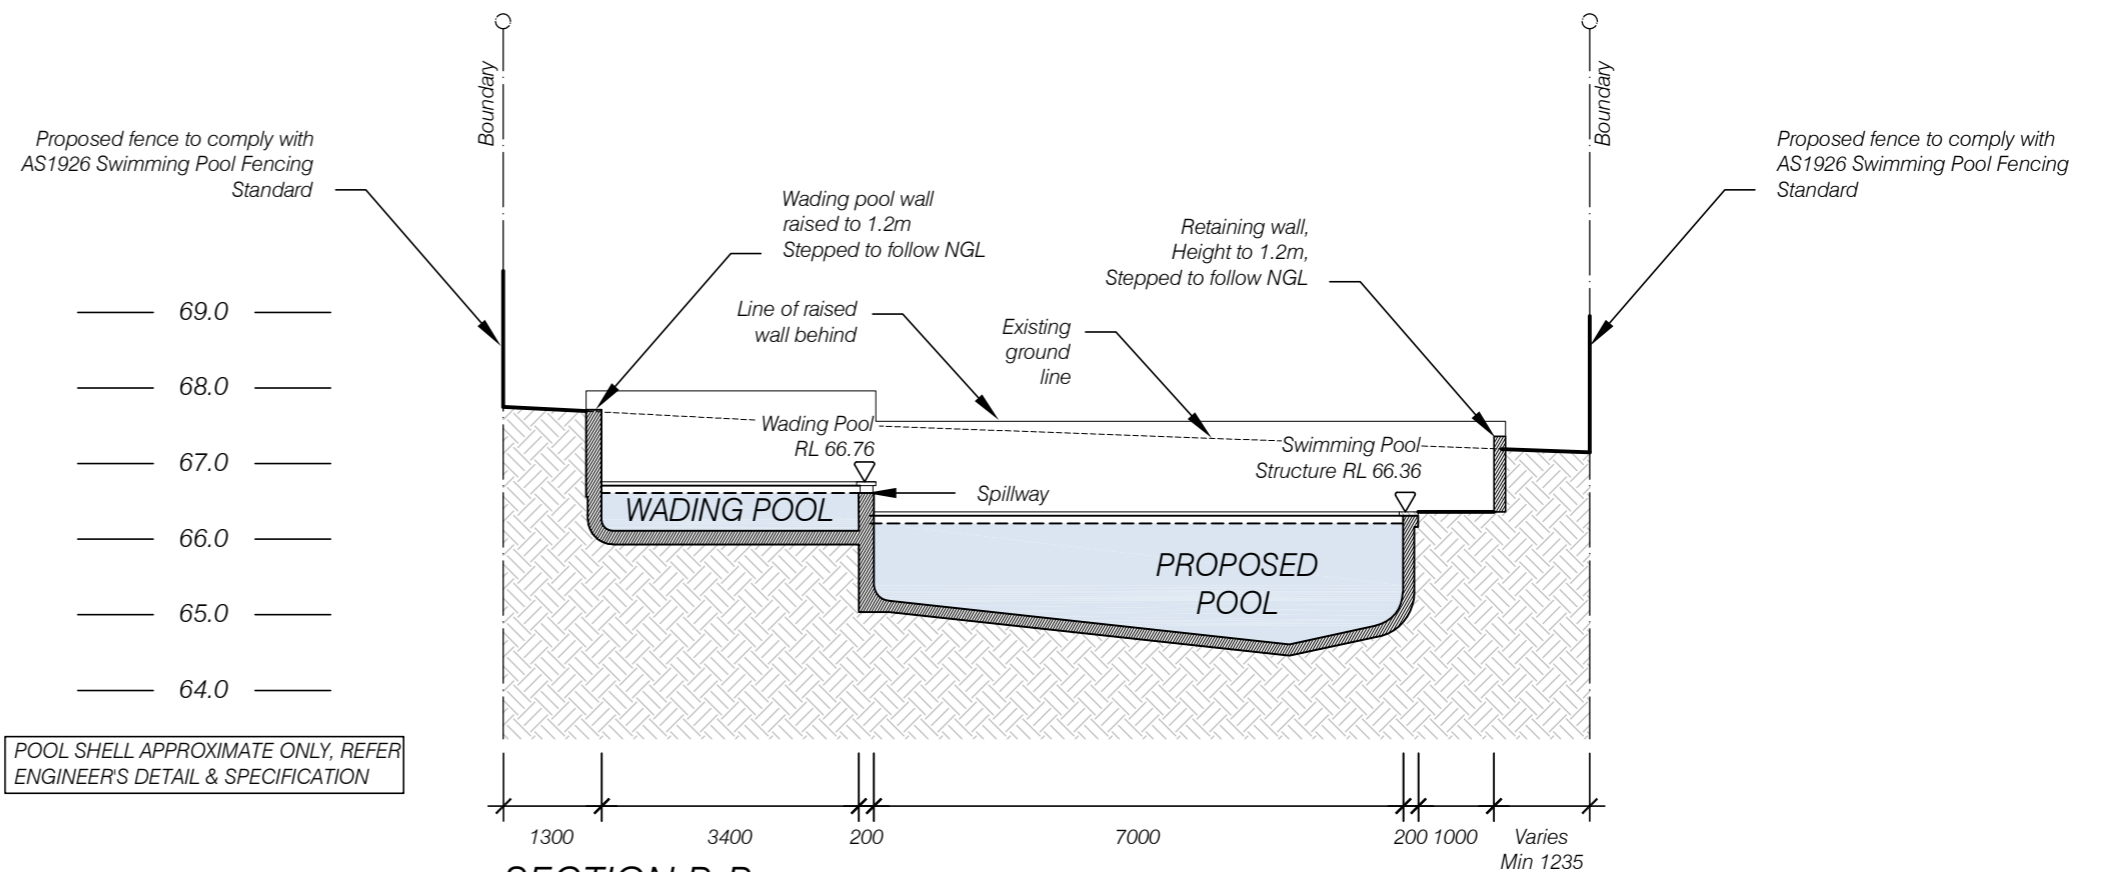 Boundary
Boundary
Proposed fence to comply with
AS1926 Swimming Pool Fencing
Standard
Proposed fence to comply with
AS1926 Swimming Pool Fencing
Standard
Wading pool wall
raised to 1.2m
Stepped to follow NGL
Retaining wall,
Height to 1.2m,
Stepped to follow NGL
Line of raised
wall behind
Existing
ground
line
69.0
68.0
67.0
66.0
65.0
64.0
Wading Pool
RL 66.76
Swimming Pool
Structure RL 66.36
Spillway
WADING POOL
PROPOSED
POOL
POOL SHELL APPROXIMATE ONLY, REFER
ENGINEER'S DETAIL & SPECIFICATION
1300
3400
200
7000
200
1000
Varies
Min 1235